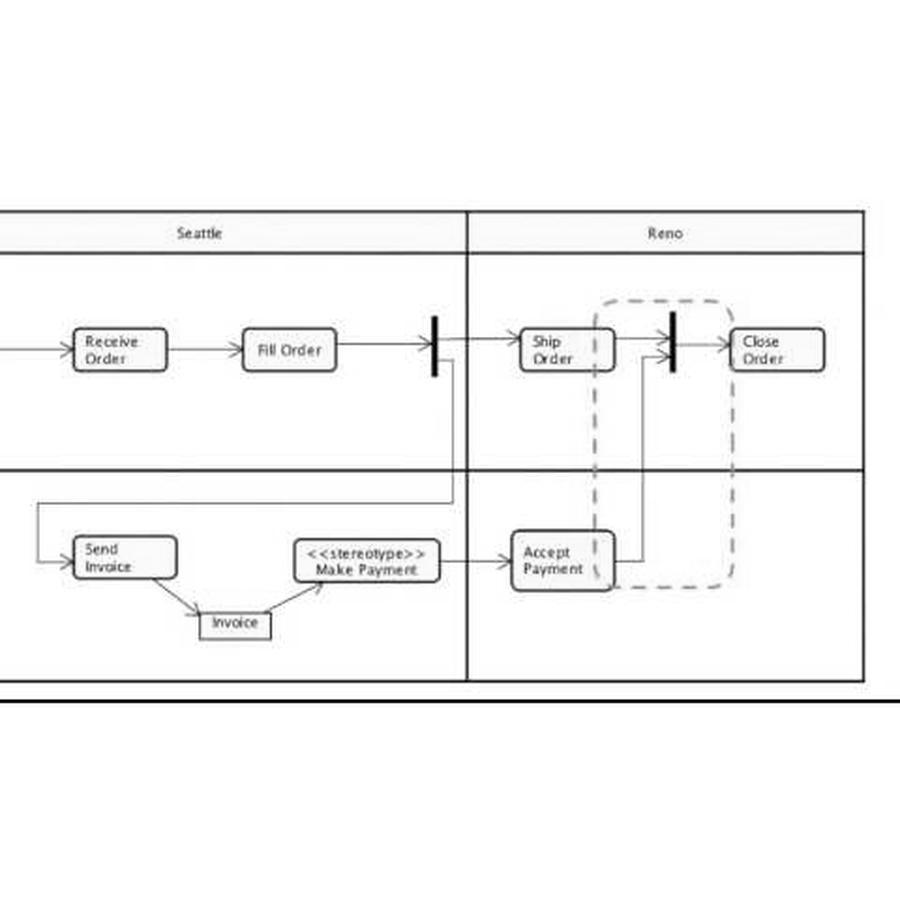 Seattle
Reno
Receive
Order
Fill Order
Ship
Order
Close
Order
Send
Invoice
<<stereotype>>
Make Payment
Accept
Payment
Invoice